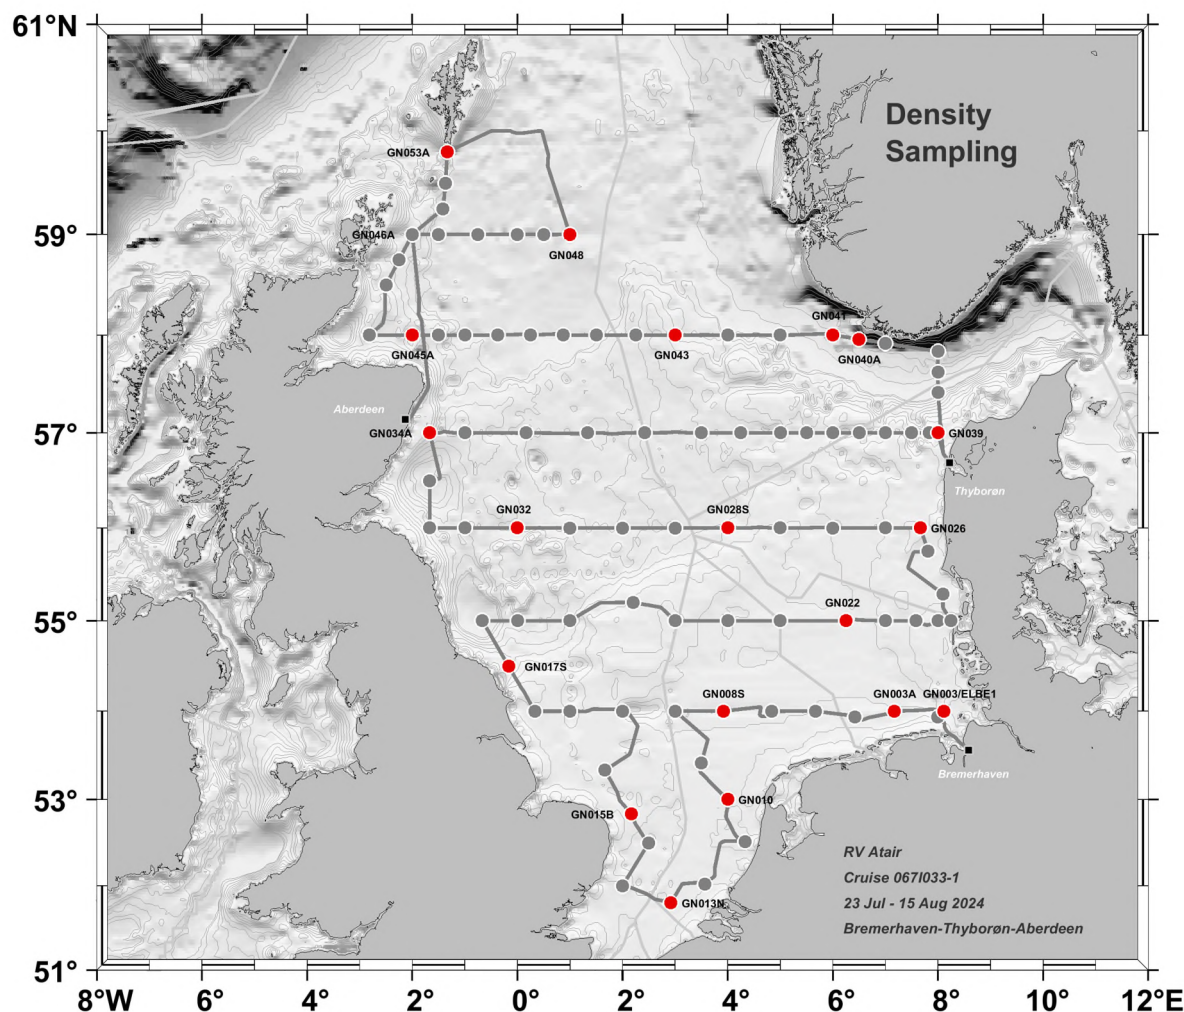 61°N
Density
Sampling
GN053A
59°
GN046A
GN048
GN041
GN045A
GN043
GN040A
Aberdeen
57°
GN034A
GN039
Thyborøn
GN032
GN028S
GN026
55°
GN022
GN017S
GN008S
GN003A
GN003/ELBE1
Bremerhaven
53°
GN015B
GN010
RV Atair
Cruise 067I033-1
GN013N
23 Jul - 15 Aug 2024
Bremerhaven-Thyborøn-Aberdeen
51°
8°W 6° 4° 2° 0° 2° 4° 6° 8° 10° 12°E